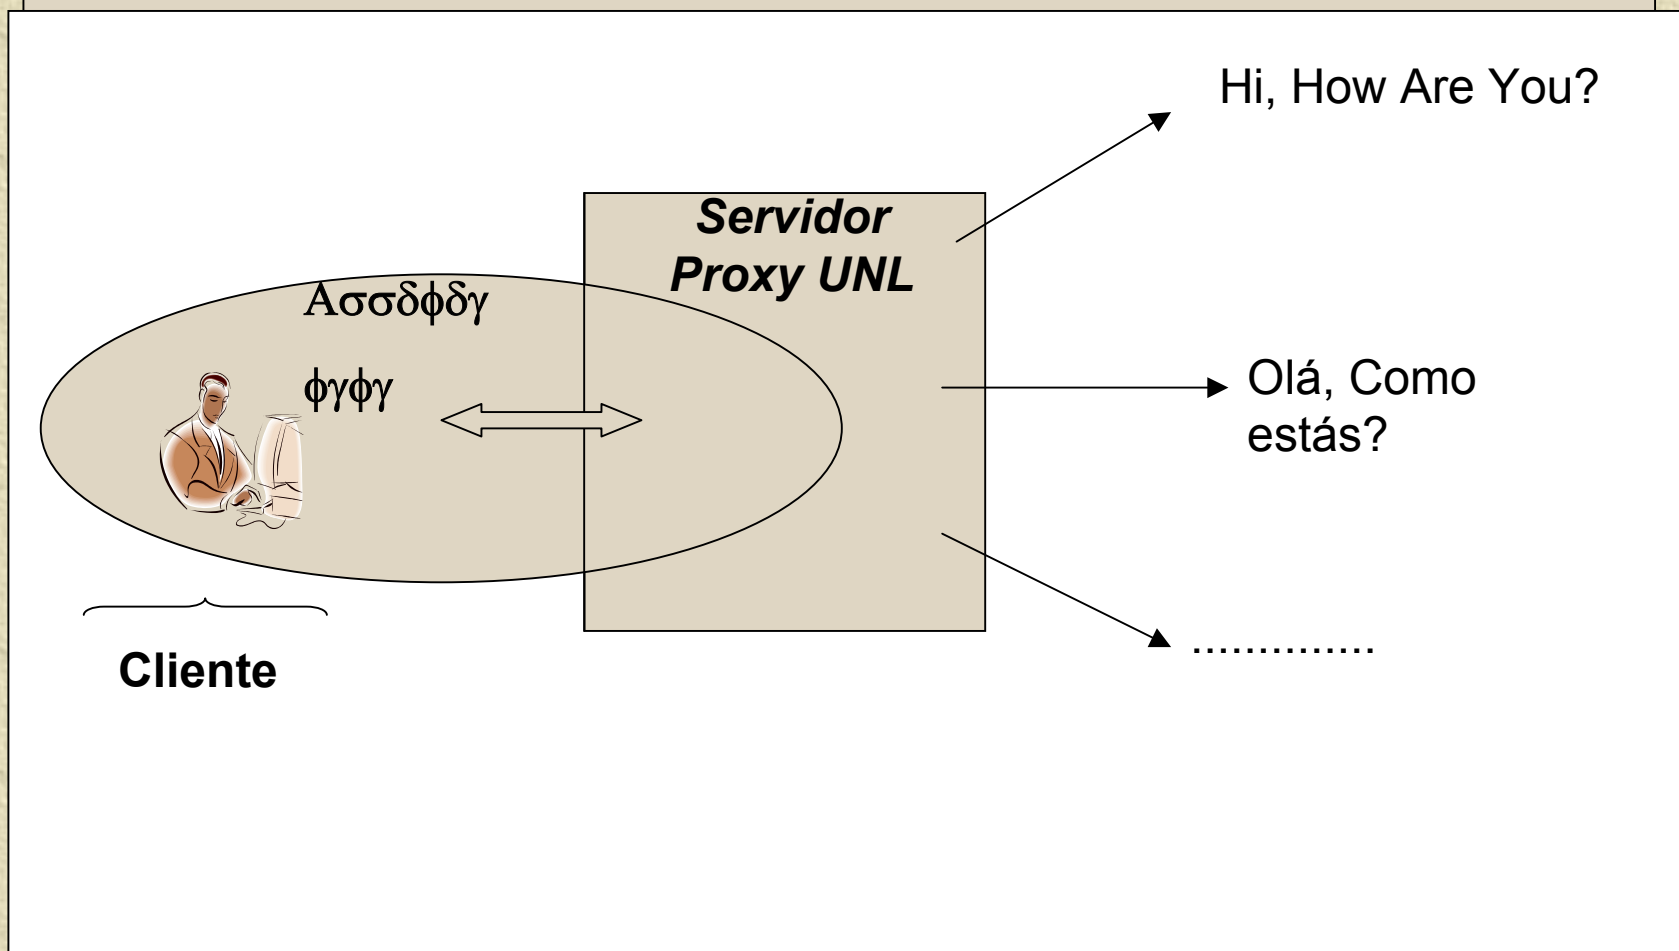 Hi, How Are You?
Servidor
Proxy UNL
Ασσδφδγ
φγφγ
Olá, Como
estás?
Cliente
..............